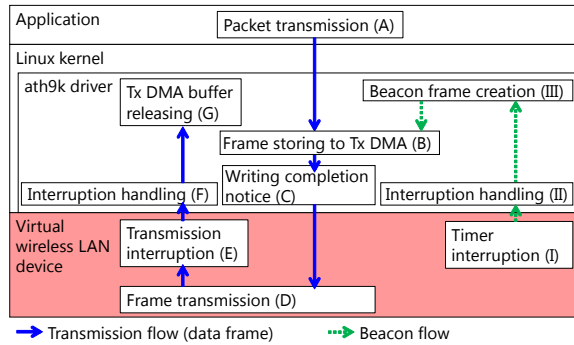 Application
Packet transmission (A)
Linux kernel
ath9k driver
Tx DMA buffer
releasing (G)
Beacon frame creation (Ⅲ)
Frame storing to Tx DMA (B)
Writing completion
notice (C)
Interruption handling (F)
Interruption handling (Ⅱ)
Virtual
wireless LAN
device
Transmission
interruption (E)
Timer
interruption (Ⅰ)
Frame transmission (D)
Transmission flow (data frame)
Beacon flow